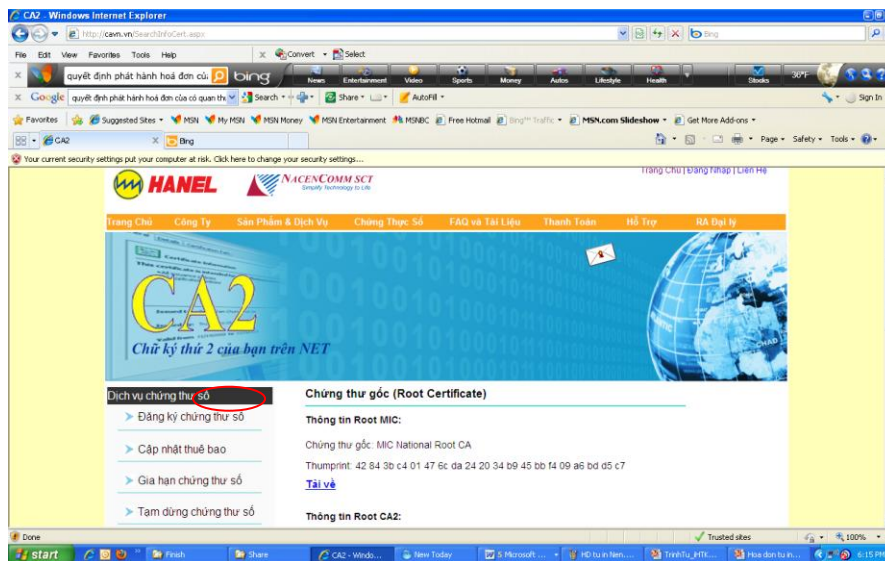 CA2 - Windows Internet Explorer
http://cavn.vn/SearchInfoCert.aspx
Bing
File Edit View Favorites Tools Help
x Convert Select
x quyết định phát hành hoá đơn củ bing News Entertainment Video Sports Money Autos Lifestyle Health Stocks 30°F
x Google quyết định phát hành hoá đơn của có quan th Search Share AutoFill Sign In
Favorites Suggested Sites MSN My MSN MSN Money MSN Entertainment MSNBC Free Hotmail Bing™ Traffic MSN.com Slideshow Get More Add-ons
CA2 x Bing Page Safety Tools
Your current security settings put your computer at risk. Click here to change your security settings...
HANEL NACENCOMM SCT
Simplify Technology to Life
Trang Chủ | Đăng Nhập | Liên Hệ
Trang Chủ Công Ty Sản Phẩm & Dịch Vụ Chứng Thực Số FAQ và Tài Liệu Thanh Toán Hỗ Trợ RA Đại lý
CA2
Chữ ký thứ 2 của bạn trên NET
Dịch vụ chứng thư số
Đăng ký chứng thư số
Cập nhật thuê bao
Gia hạn chứng thư số
Tạm dừng chứng thư số
Chứng thư gốc (Root Certificate)
Thông tin Root MIC:
Chứng thư gốc: MIC National Root CA
Thumprint: 42 84 3b c4 01 47 6c da 24 20 34 b9 45 bb f4 09 a6 bd d5 c7
Tải về
Thông tin Root CA2:
Done Trusted sites 100%
start Finish Share CA2 - Windo... New Today 5 Microsoft ... HD tu in Nen.... TrinhTu_HTK... Hoa don tu in... 6:15 PM